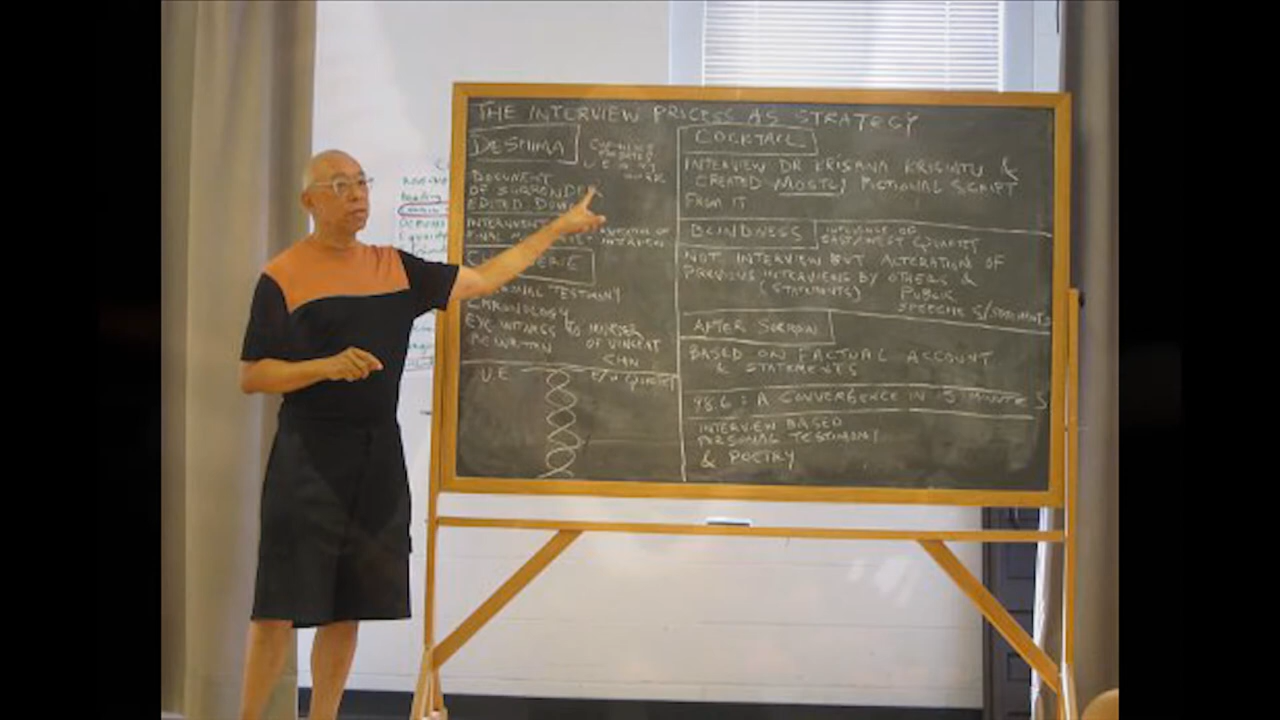 THE INTERVIEW PROCESS AS STRATEGY
DESHIMA
DOCUMENT
OF SURROUNDED
EDITED DOWN
INTERVIEW
PERSONAL TESTIMONY
CHRONOLOGY
EYE WITNESS TO MURDER
OF VINCENT
CHIN
U.E
E/W QUARTET
COCKTAIL
INTERVIEW DR KRISANA &
CREATED MOSTLY FICTIONAL SCRIPT
FROM IT
BLINDNESS
INFLUENCE OF
EAST/WEST QUARTET
NOT INTERVIEW BUT ALTERATION OF
PREVIOUS INTERVIEWS BY OTHERS &
(STATEMENTS) PUBLIC
SPEECHES/STATEMENTS
AFTER SORROW
BASED ON FACTUAL ACCOUNT
& STATEMENTS
98.6: A CONVERGENCE IN 15 MINUTES
INTERVIEW BASED
PERSONAL TESTIMONY
& POETRY